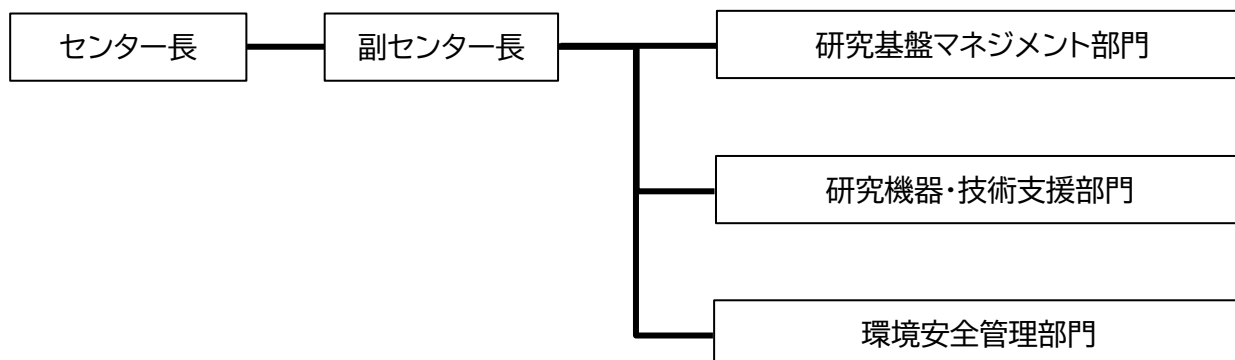 センター長
副センター長
研究基盤マネジメント部門
研究機器・技術支援部門
環境安全管理部門